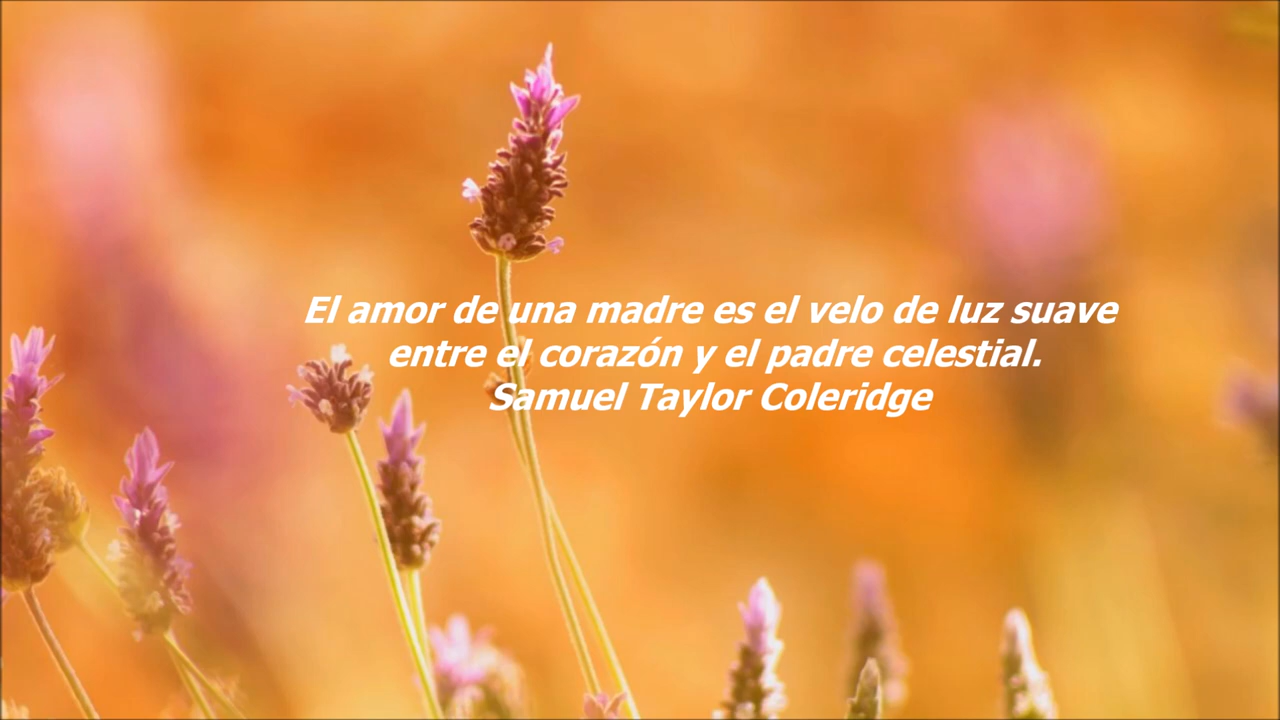 El amor de una madre es el velo de luz suave
entre el corazón y el padre celestial.
Samuel Taylor Coleridge